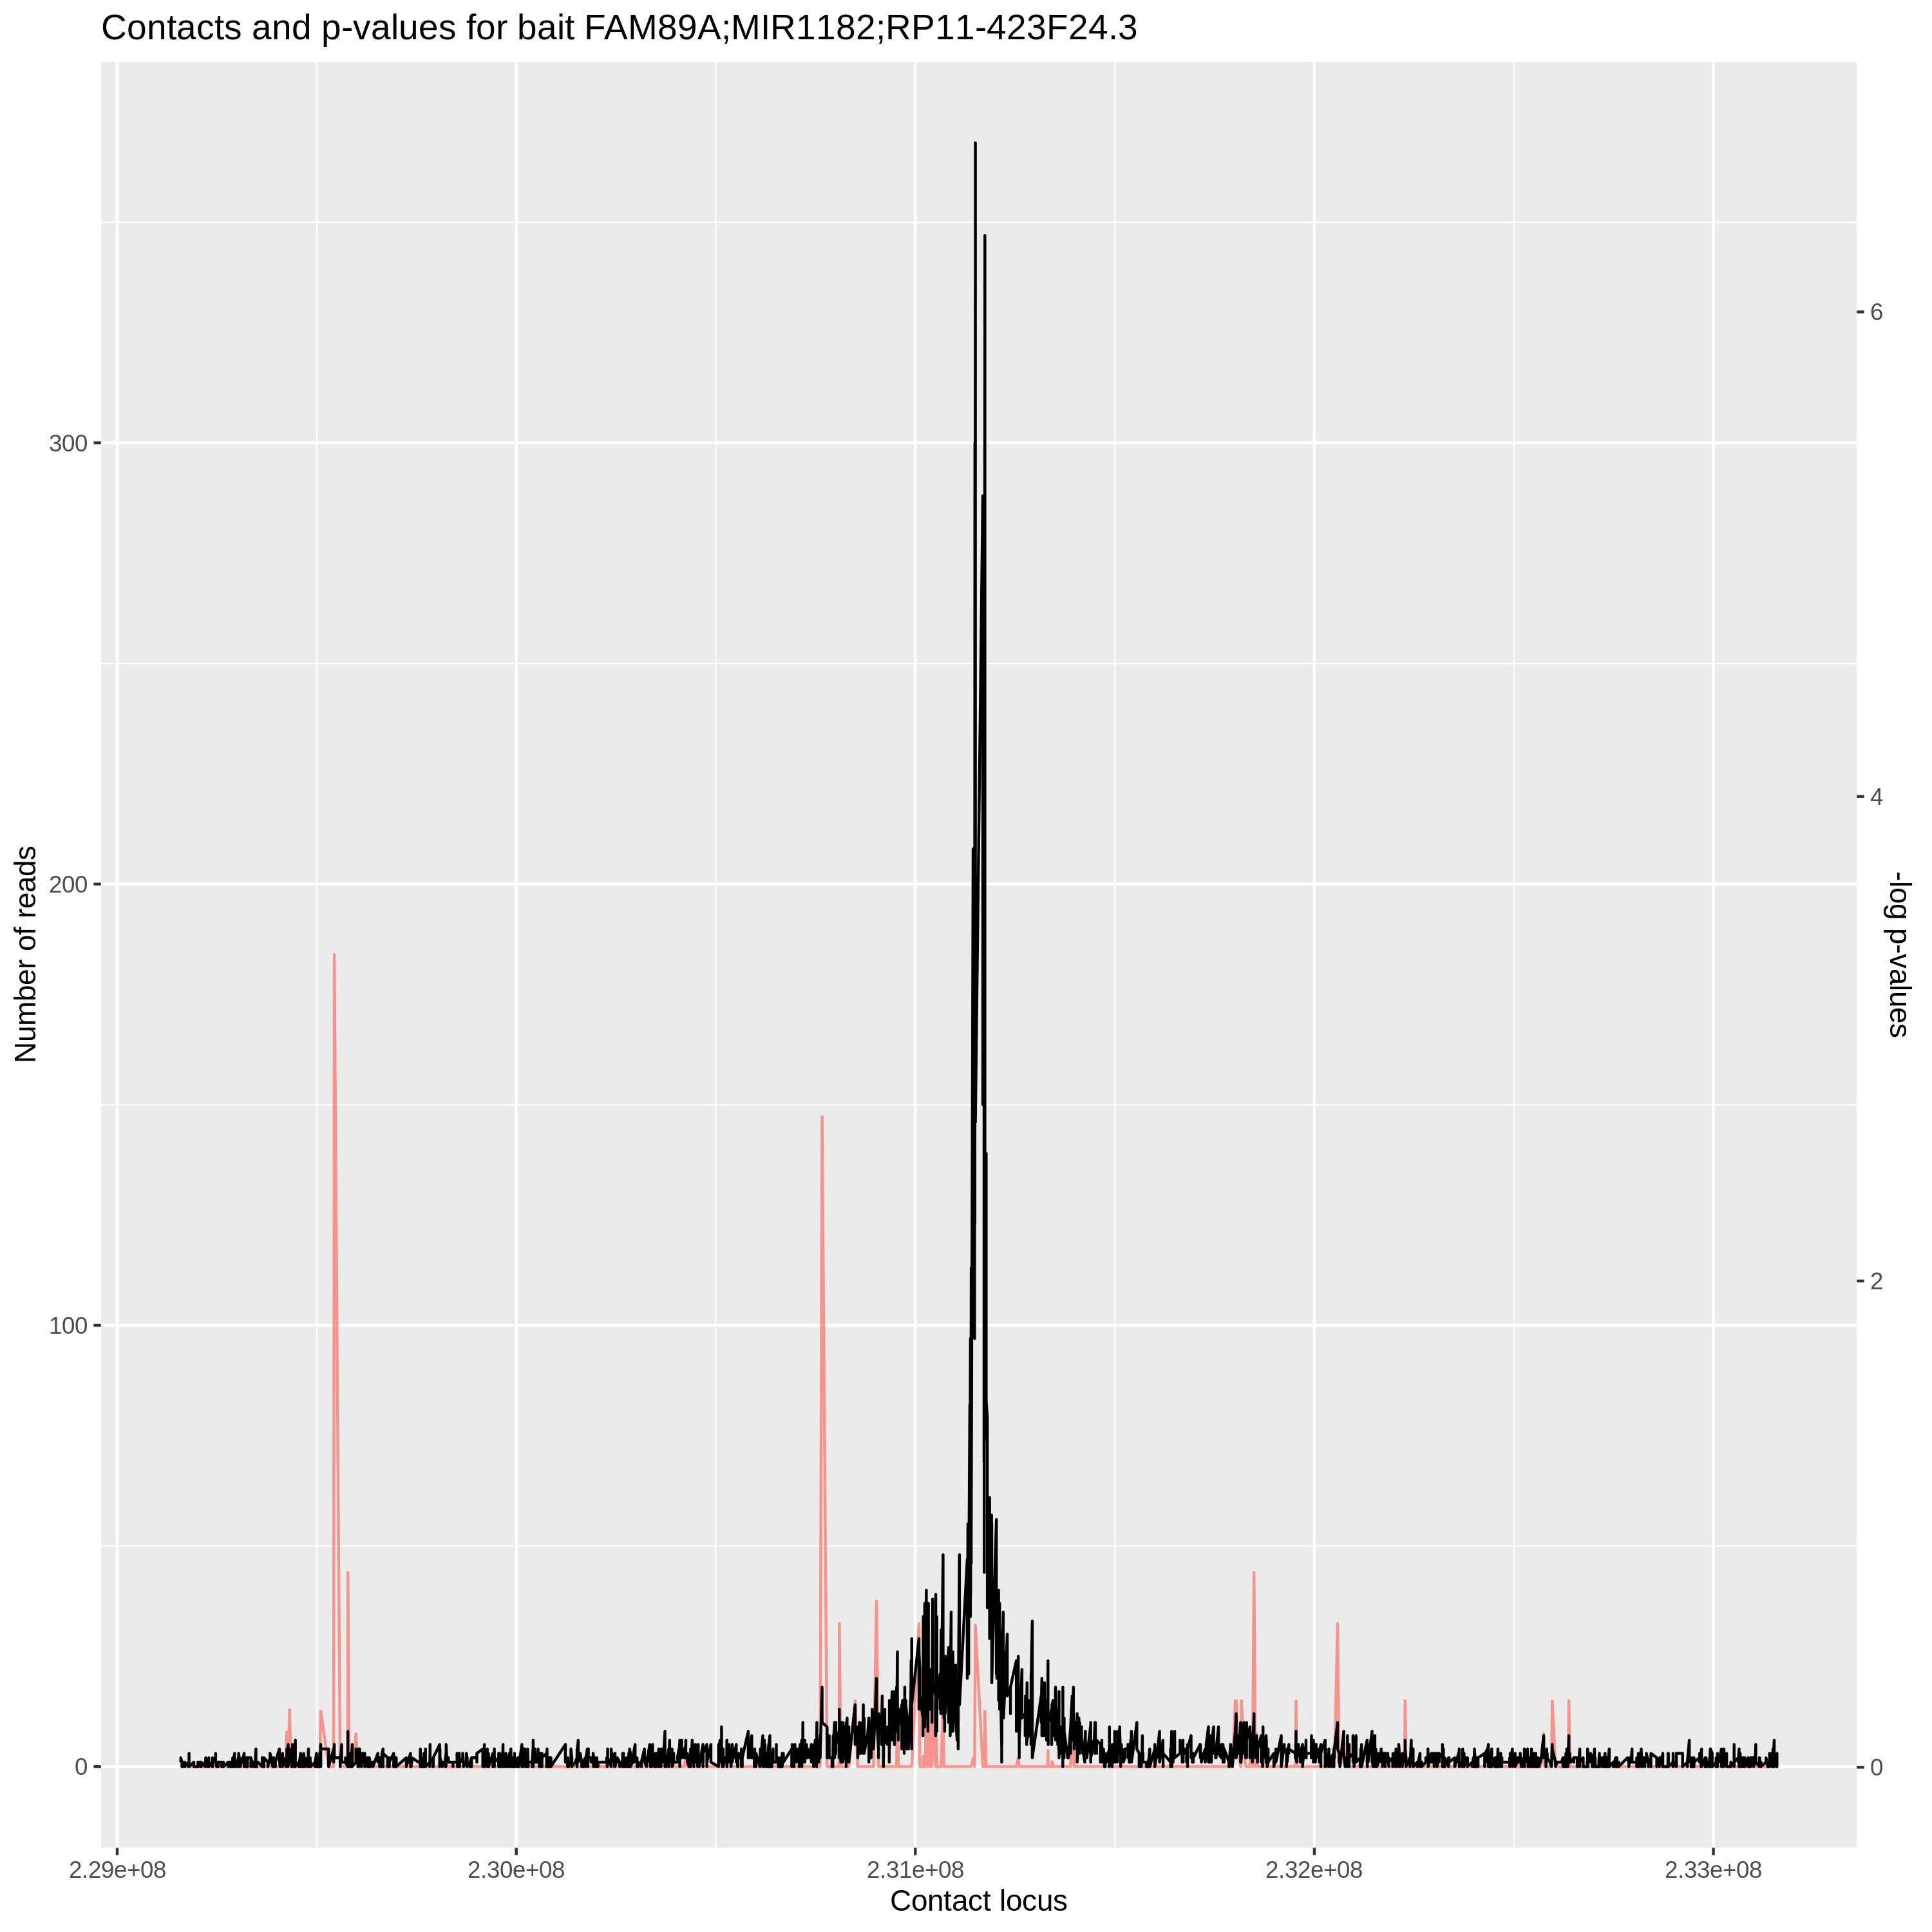 Contacts and p-values for bait FAM89A;MIR1182;RP11-423F24.3
Number of reads
300
200
100
0
6
4
2
0
-log p-values
2.29e+08
2.30e+08
2.31e+08
2.32e+08
2.33e+08
Contact locus